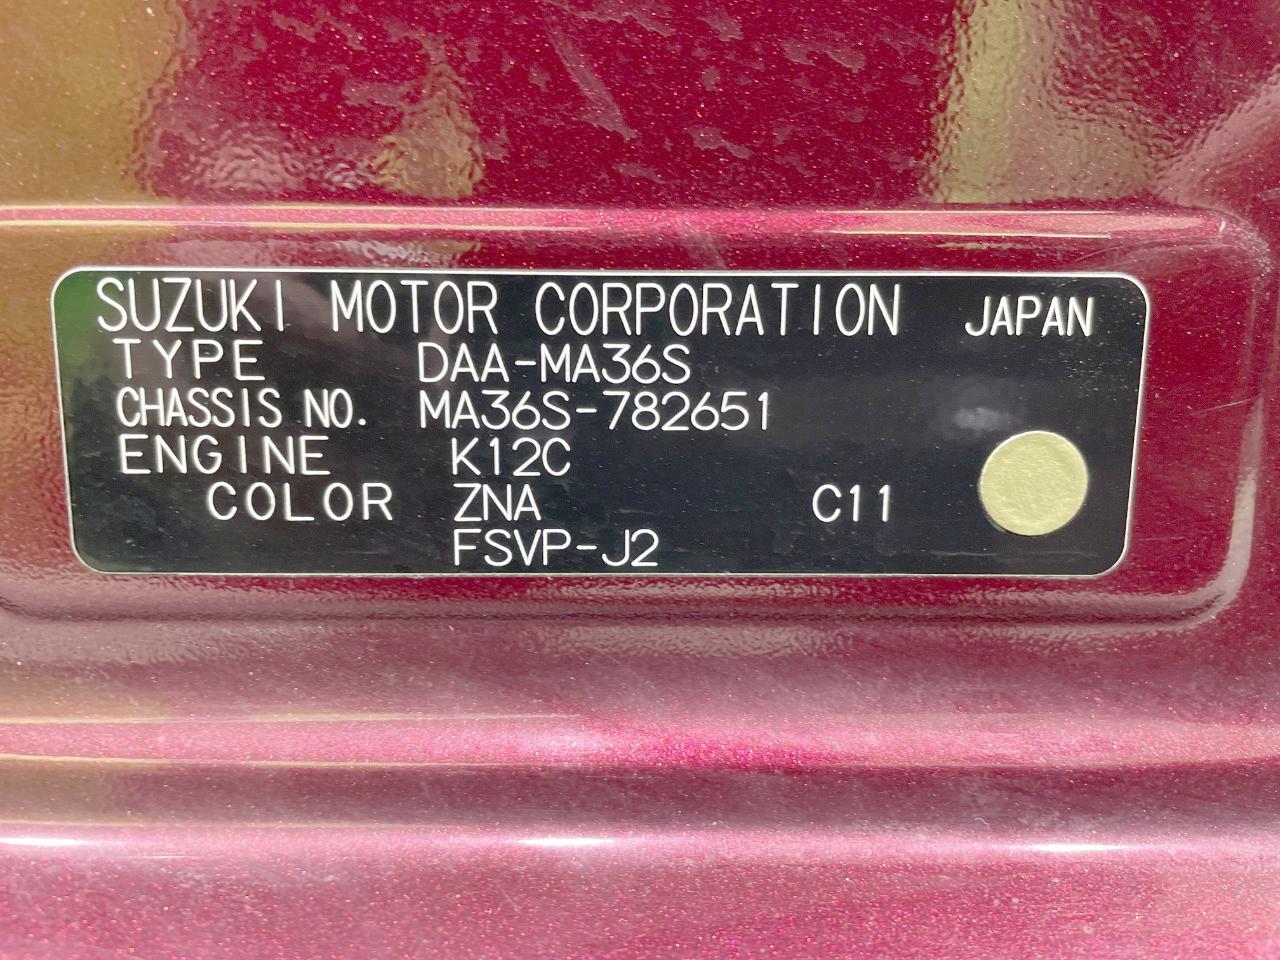 SUZUKI MOTOR CORPORATION JAPAN
TYPE DAA-MA36S
CHASSIS NO. MA36S-782651
ENGINE K12C
COLOR ZNA C11
FSVP-J2